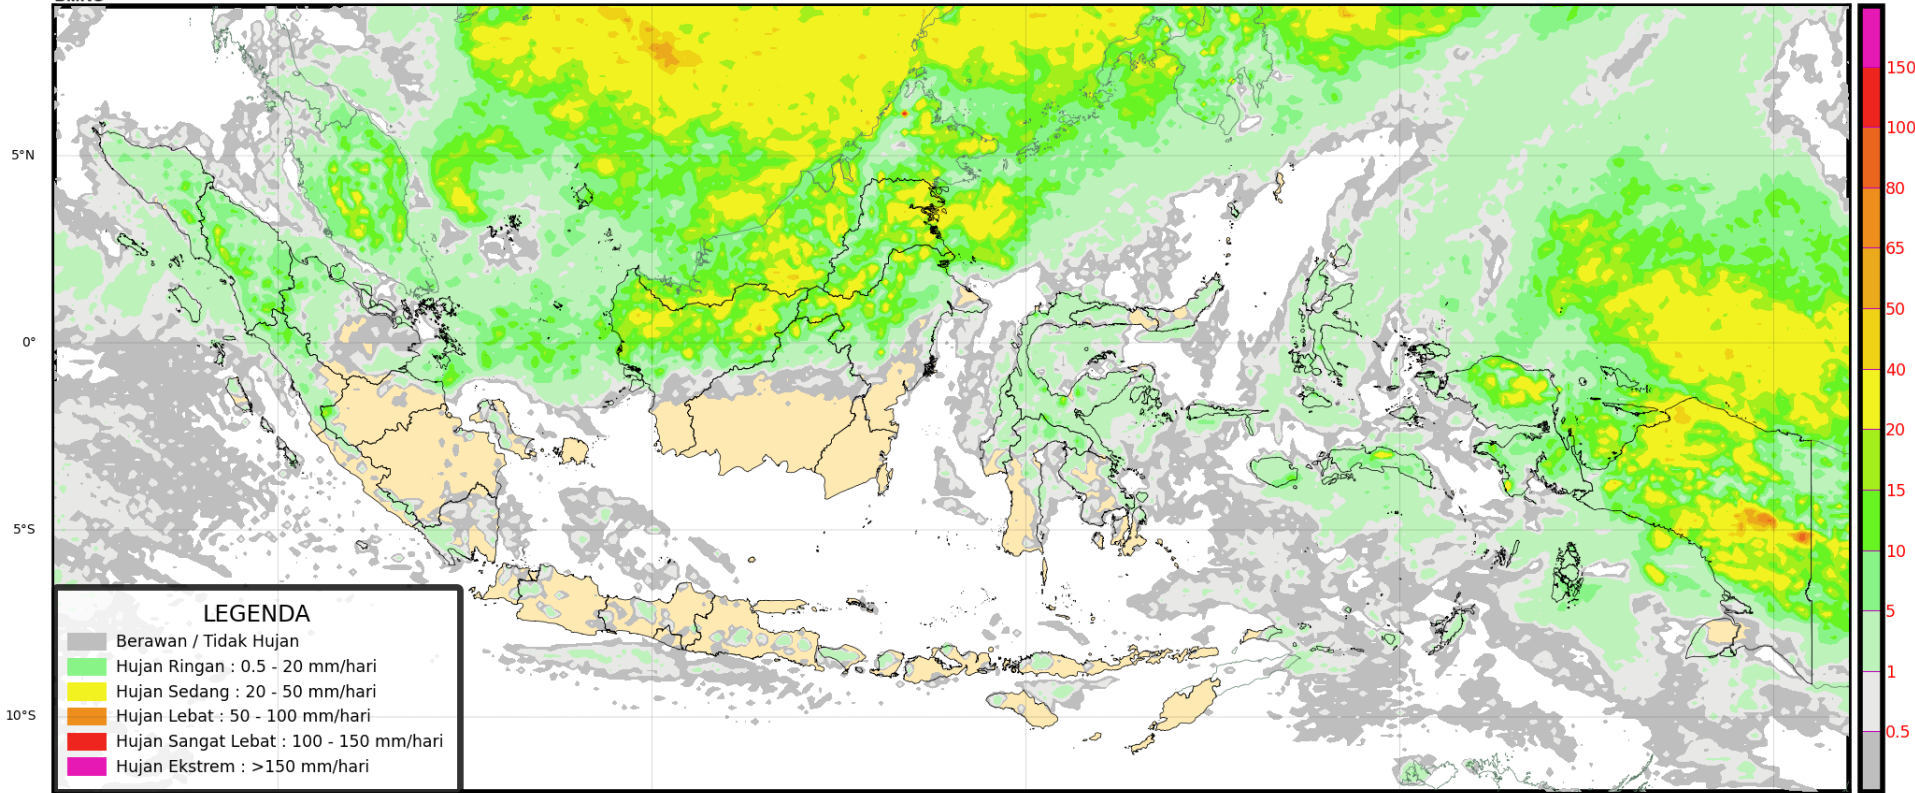 5°N
0°
5°S
10°S
LEGENDA
Berawan / Tidak Hujan
Hujan Ringan : 0.5 - 20 mm/hari
Hujan Sedang : 20 - 50 mm/hari
Hujan Lebat : 50 - 100 mm/hari
Hujan Sangat Lebat : 100 - 150 mm/hari
Hujan Ekstrem : >150 mm/hari
150
100
80
65
50
40
20
15
10
5
1
0.5